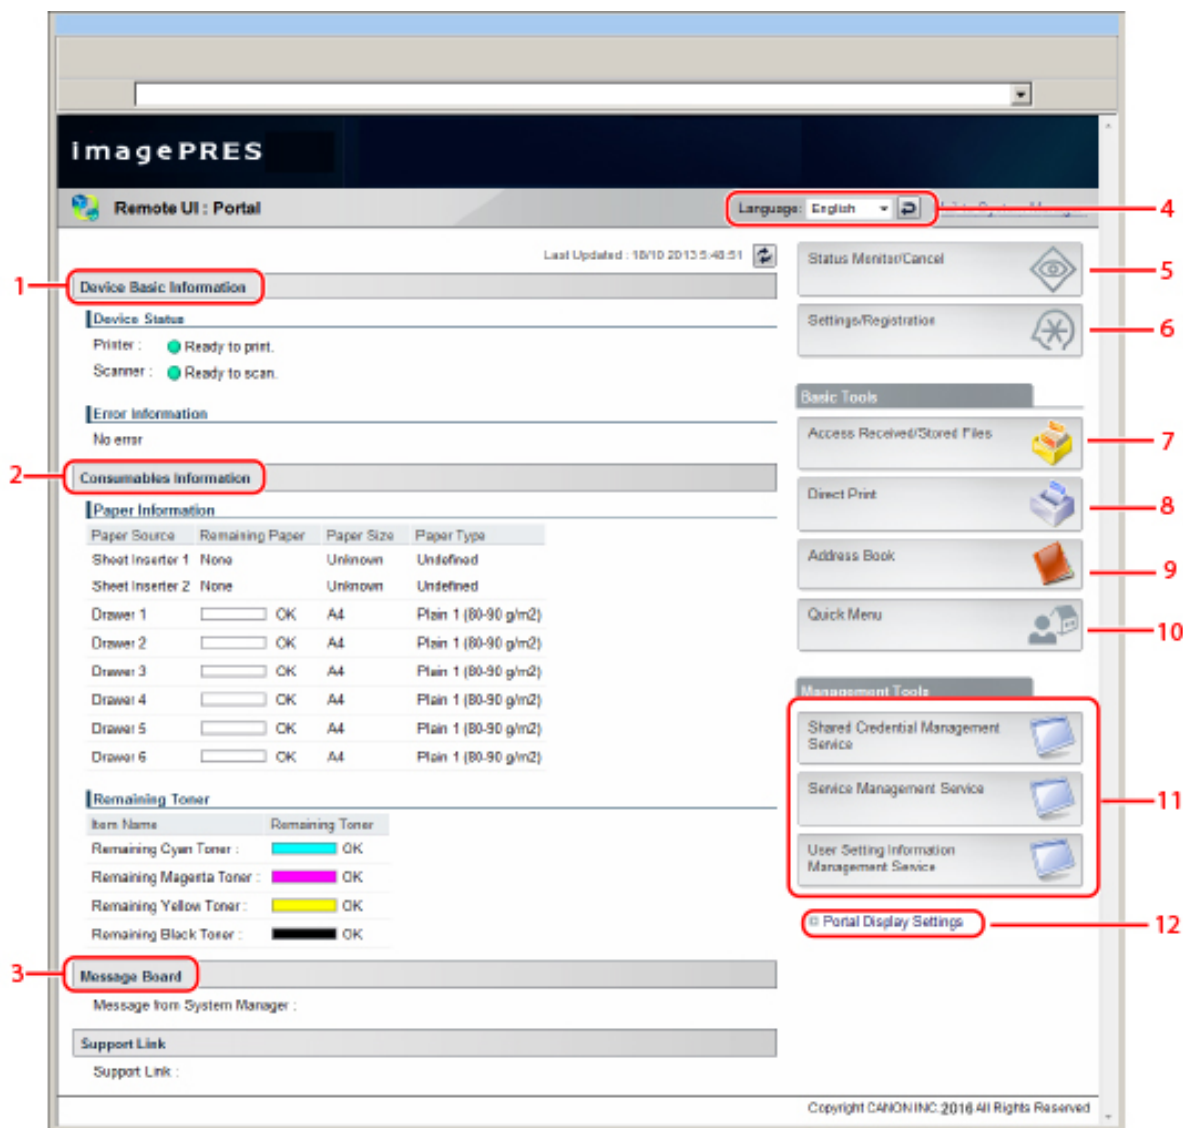 imagePRES
Remote UI : Portal
Language: English
4
Last Updated : 18/10 2013 5:48:51
1
Device Basic Information
Device Status
Printer : Ready to print.
Scanner : Ready to scan.
Error Information
No error
2
Consumables Information
Paper Information
Paper Source Remaining Paper Paper Size Paper Type
Sheet Inserter 1 None Unknown Undefined
Sheet Inserter 2 None Unknown Undefined
Drawer 1 OK A4 Plain 1 (80-90 g/m2)
Drawer 2 OK A4 Plain 1 (80-90 g/m2)
Drawer 3 OK A4 Plain 1 (80-90 g/m2)
Drawer 4 OK A4 Plain 1 (80-90 g/m2)
Drawer 5 OK A4 Plain 1 (80-90 g/m2)
Drawer 6 OK A4 Plain 1 (80-90 g/m2)
Remaining Toner
Item Name Remaining Toner
Remaining Cyan Toner : OK
Remaining Magenta Toner : OK
Remaining Yellow Toner : OK
Remaining Black Toner : OK
3
Message Board
Message from System Manager :
Support Link
Support Link :
Status Monitor/Cancel
5
Settings/Registration
6
Basic Tools
Access Received/Stored Files
7
Direct Print
8
Address Book
9
Quick Menu
10
Management Tools
Shared Credential Management
Service
Service Management Service
11
User Setting Information
Management Service
Portal Display Settings
12
Copyright CANON INC. 2016 All Rights Reserved